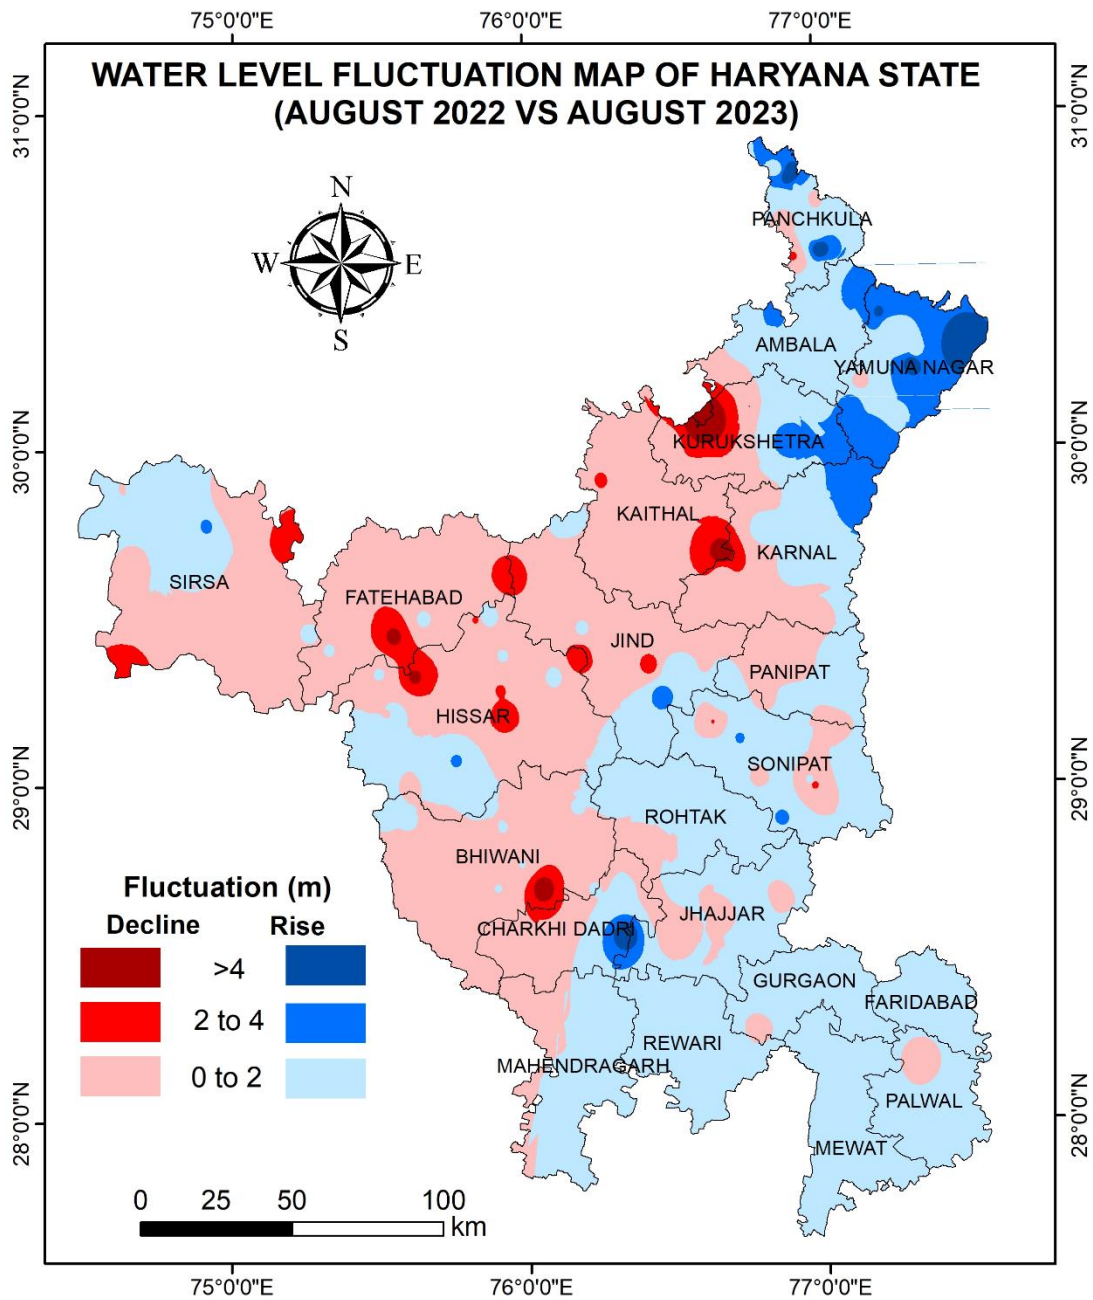 75°0'0"E 76°0'0"E 77°0'0"E
WATER LEVEL FLUCTUATION MAP OF HARYANA STATE
(AUGUST 2022 VS AUGUST 2023)
31°0'0"N 31°0'0"N
N
W E
S
PANCHKULA
AMBALA
YAMUNA NAGAR
30°0'0"N 30°0'0"N
KURUKSHETRA
KAITHAL
KARNAL
SIRSA
FATEHABAD
JIND
PANIPAT
HISSAR
SONIPAT
29°0'0"N 29°0'0"N
ROHTAK
BHIWANI
JHAJJAR
CHARKHI DADRI
Fluctuation (m)
Decline Rise
>4
2 to 4
0 to 2
GURGAON
FARIDABAD
REWARI
MAHENDRAGARH
PALWAL
28°0'0"N 28°0'0"N
MEWAT
0 25 50 100
km
75°0'0"E 76°0'0"E 77°0'0"E